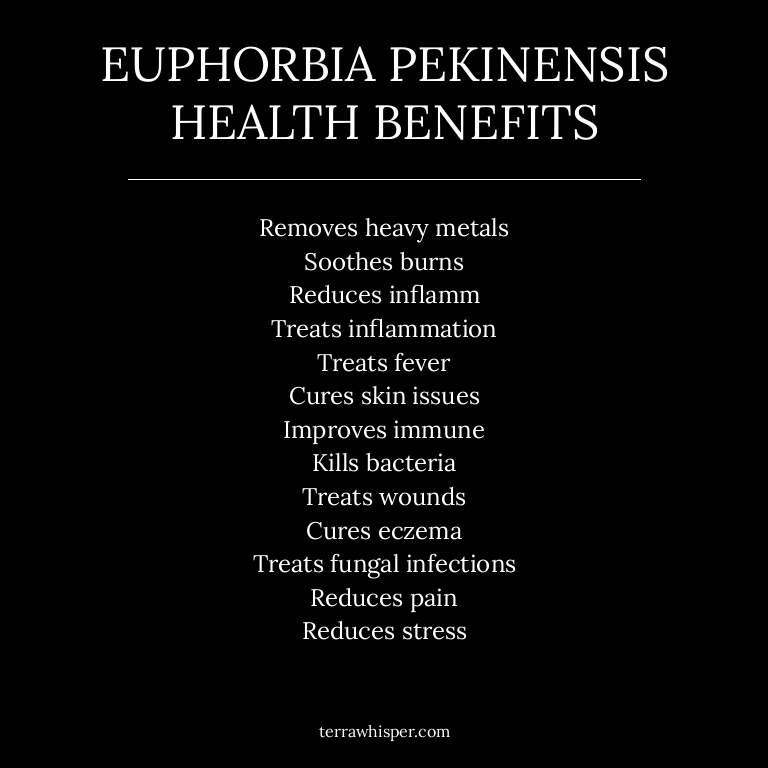 EUPHORBIA PEKINENSIS
HEALTH BENEFITS
Removes heavy metals
Soothes burns
Reduces inflamm
Treats inflammation
Treats fever
Cures skin issues
Improves immune
Kills bacteria
Treats wounds
Cures eczema
Treats fungal infections
Reduces pain
Reduces stress
terrawhisper.com